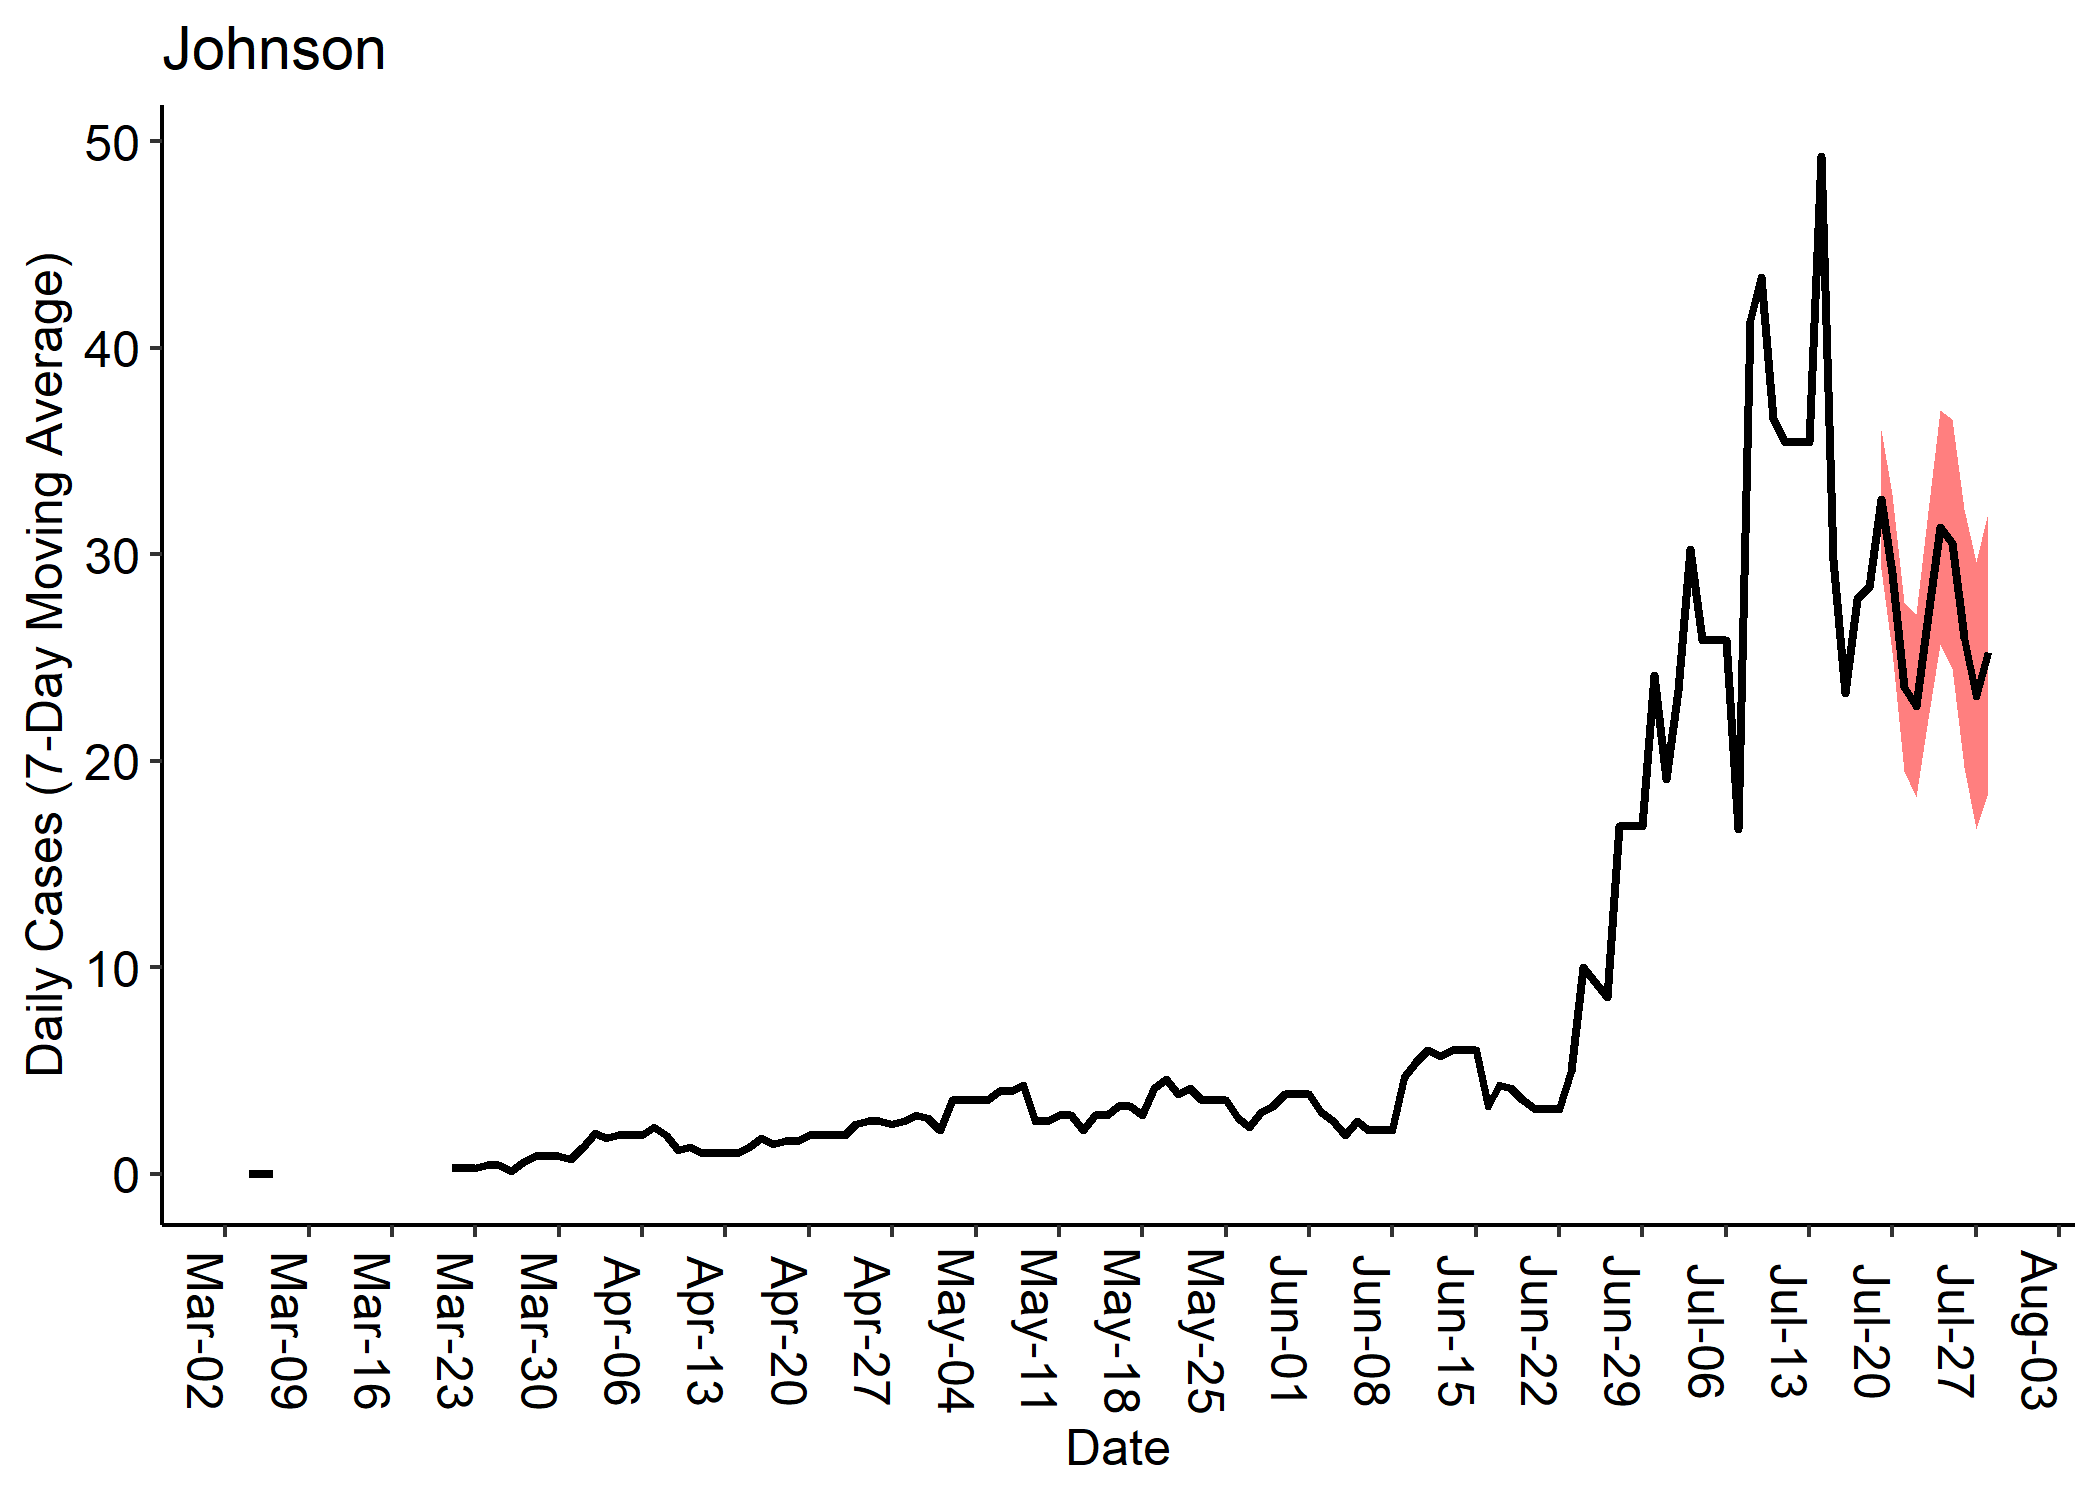 Johnson
Daily Cases (7-Day Moving Average)
50
40
30
20
10
0
Mar-02
Mar-09
Mar-16
Mar-23
Mar-30
Apr-06
Apr-13
Apr-20
Apr-27
May-04
May-11
May-18
May-25
Jun-01
Jun-08
Jun-15
Jun-22
Jun-29
Jul-06
Jul-13
Jul-20
Jul-27
Aug-03
Date